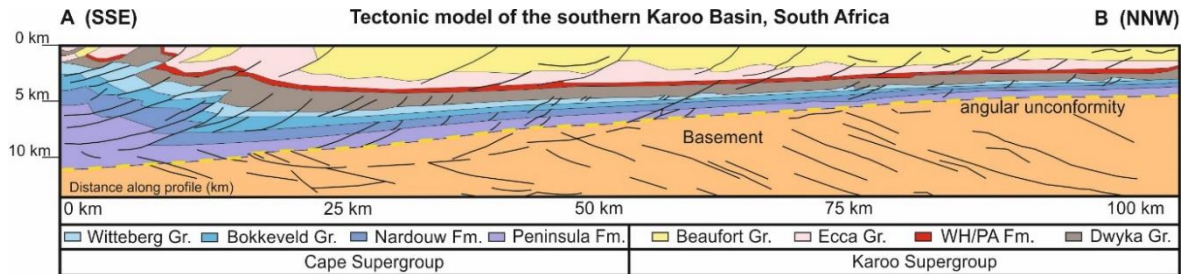 A (SSE) Tectonic model of the southern Karoo Basin, South Africa B (NNW)
0 km
5 km
angular unconformity
Basement
10 km
Distance along profile (km)
0 km 25 km 50 km 75 km 100 km
Witteberg Gr. Bokkeveld Gr. Nardouw Fm. Peninsula Fm. Beaufort Gr. Ecca Gr. WH/PA Fm. Dwyka Gr.
Cape Supergroup Karoo Supergroup